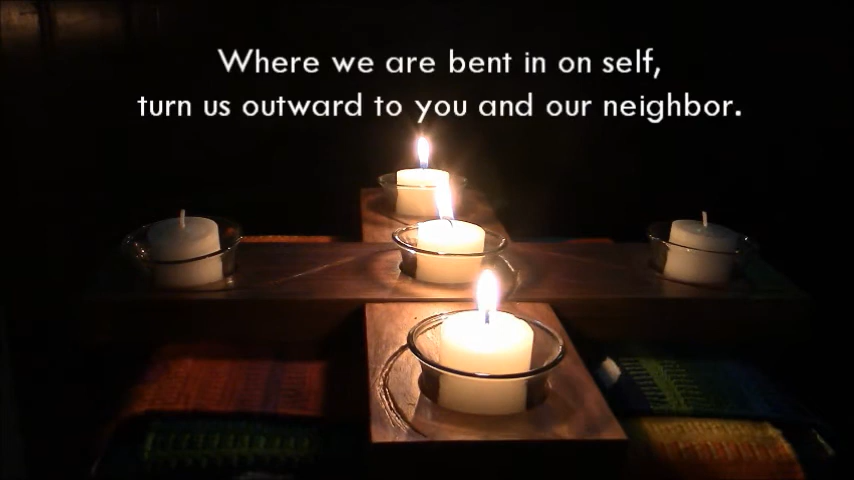 Where we are bent in on self,
turn us outward to you and our neighbor.